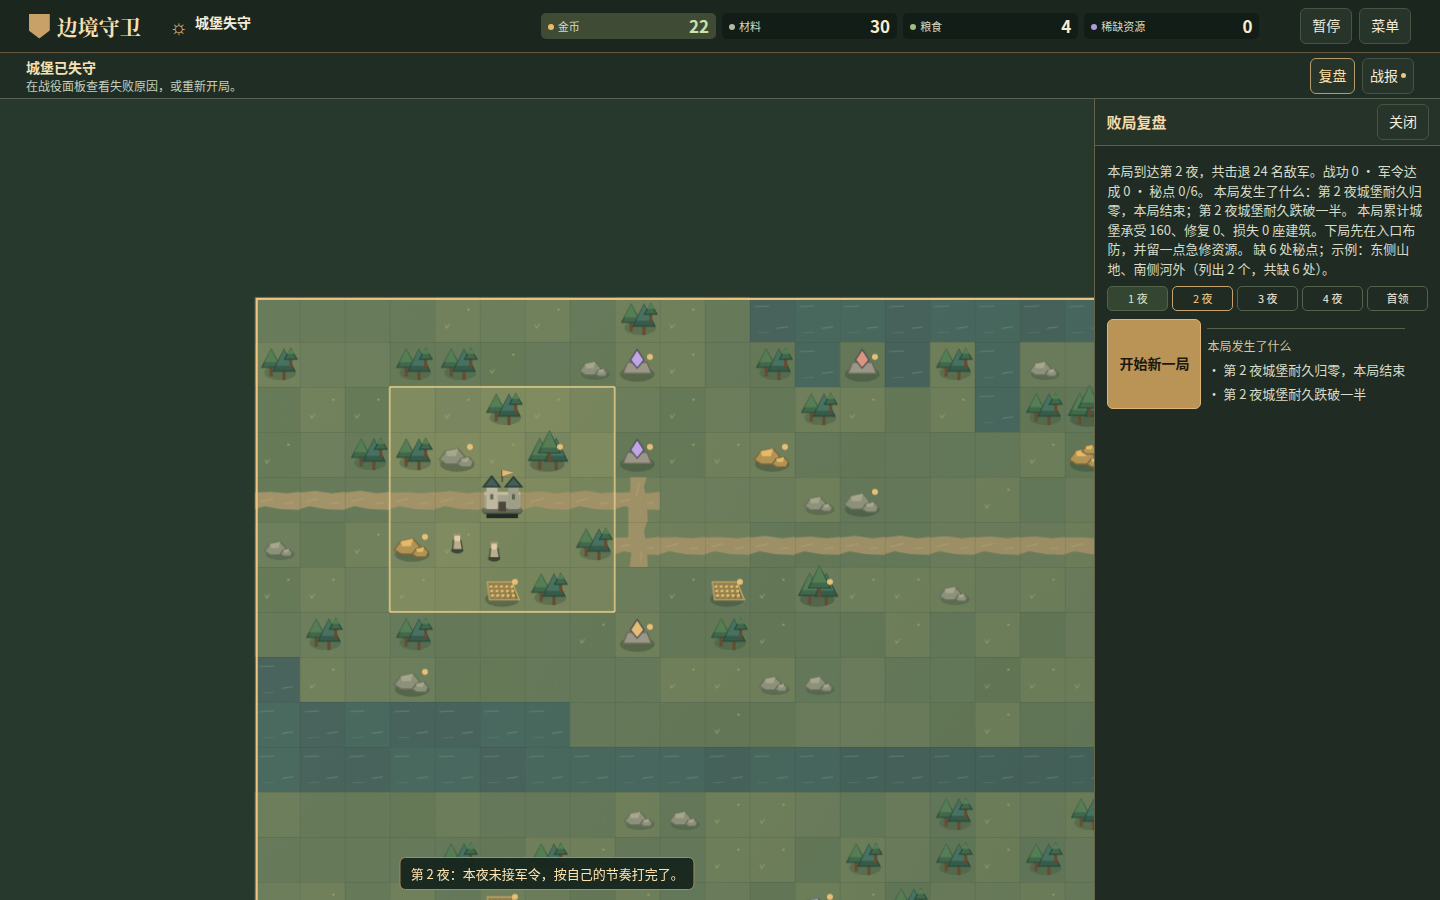 边境守卫
城堡失守
金币 22
材料 30
粮食 4
稀缺资源 0
暂停
菜单
城堡已失守
在战役面板查看失败原因，或重新开局。
复盘
战报
败局复盘
关闭
本局到达第 2 夜，共击退 24 名敌军。战功 0 · 军令达
成 0 · 秘点 0/6。 本局发生了什么：第 2 夜城堡耐久归
零，本局结束；第 2 夜城堡耐久跌破一半。 本局累计城
堡承受 160、修复 0、损失 0 座建筑。下局先在入口布
防，并留一点急修资源。 缺 6 处秘点；示例：东侧山
地、南侧河外（列出 2 个，共缺 6 处）。
1 夜
2 夜
3 夜
4 夜
首领
开始新一局
本局发生了什么
· 第 2 夜城堡耐久归零，本局结束
· 第 2 夜城堡耐久跌破一半
第 2 夜：本夜未接军令，按自己的节奏打完了。